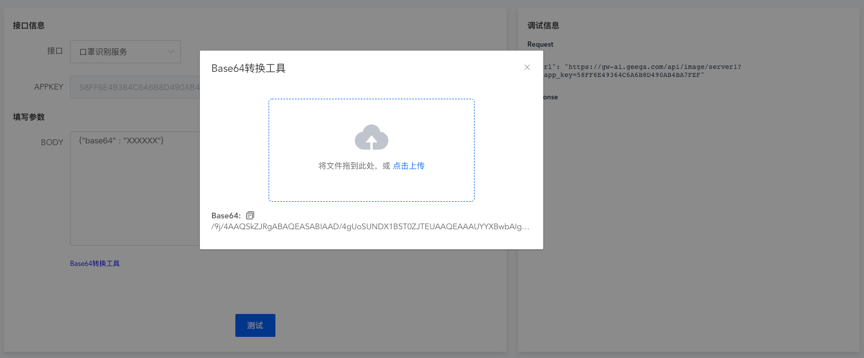 接口信息
接口
口罩识别服务
APPKEY
58FF6E49364C6A6B8D490AB4
填写参数
BODY
{"base64" : "XXXXXX"}
Base64转换工具
测试
Base64转换工具
将文件拖到此处，或 点击上传
Base64:
/9j/4AAQSkZJRgABAQEASABIAAD/4gUoSUNDX1BST0ZJTEUAAQEAAAUYYXBwbAIg...
调试信息
Request
rl": "https://gw-ai.geega.com/api/image/server1?
app_key=58FF6E49364C6A6B8D490AB4BA7FEF"
onse